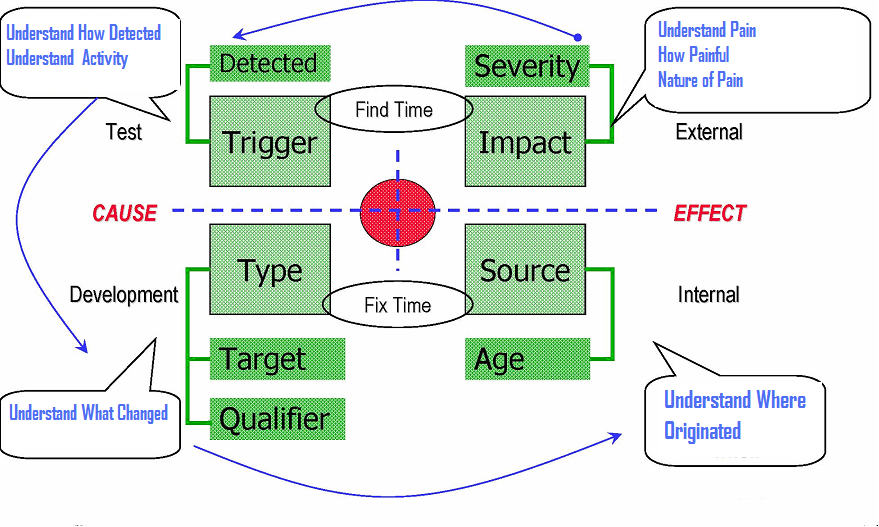 Understand How Detected
Understand Activity
Understand Pain
How Painful
Nature of Pain
Detected
Severity
Find Time
Test
Trigger
Impact
External
CAUSE
EFFECT
Development
Type
Source
Internal
Fix Time
Target
Age
Understand What Changed
Qualifier
Understand Where
Originated